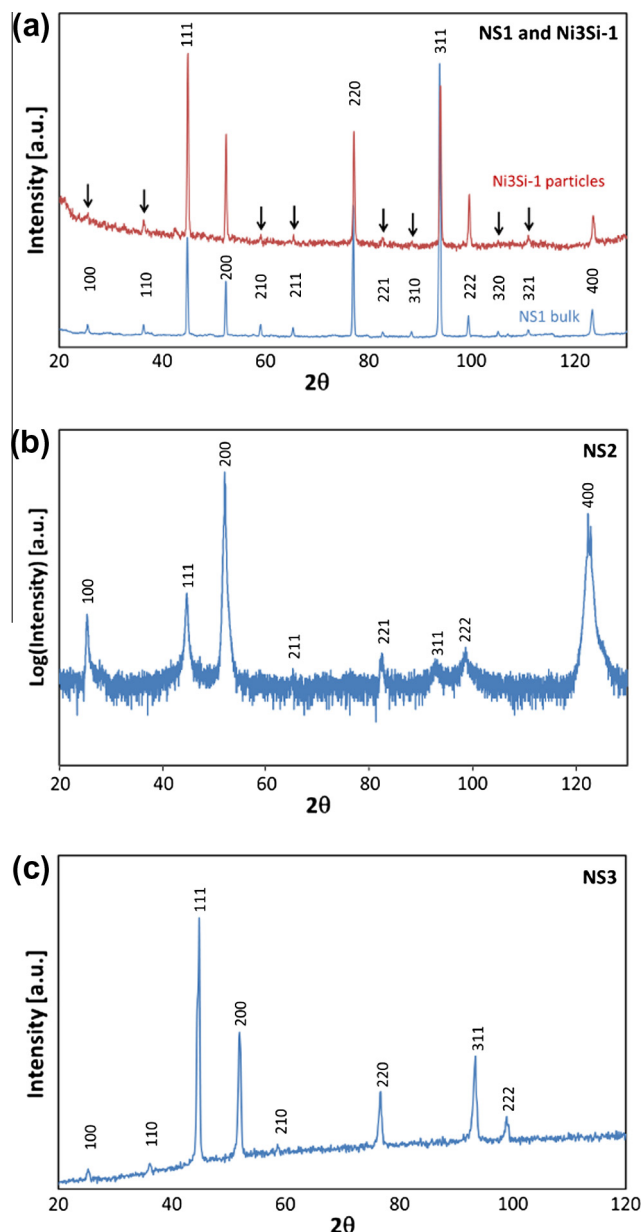 (a)
NS1 and Ni3Si-1
111
220
311
Ni3Si-1 particles
100
110
200
210
211
221
310
222
320
321
400
NS1 bulk
Intensity [a.u.]
20 40 60 80 100 120
2θ
(b)
NS2
200
400
111
100
211
221
311
222
Log(Intensity) [a.u.]
20 40 60 80 100 120
2θ
(c)
NS3
111
200
311
220
222
210
110
100
Intensity [a.u.]
20 40 60 80 100 120
2θ